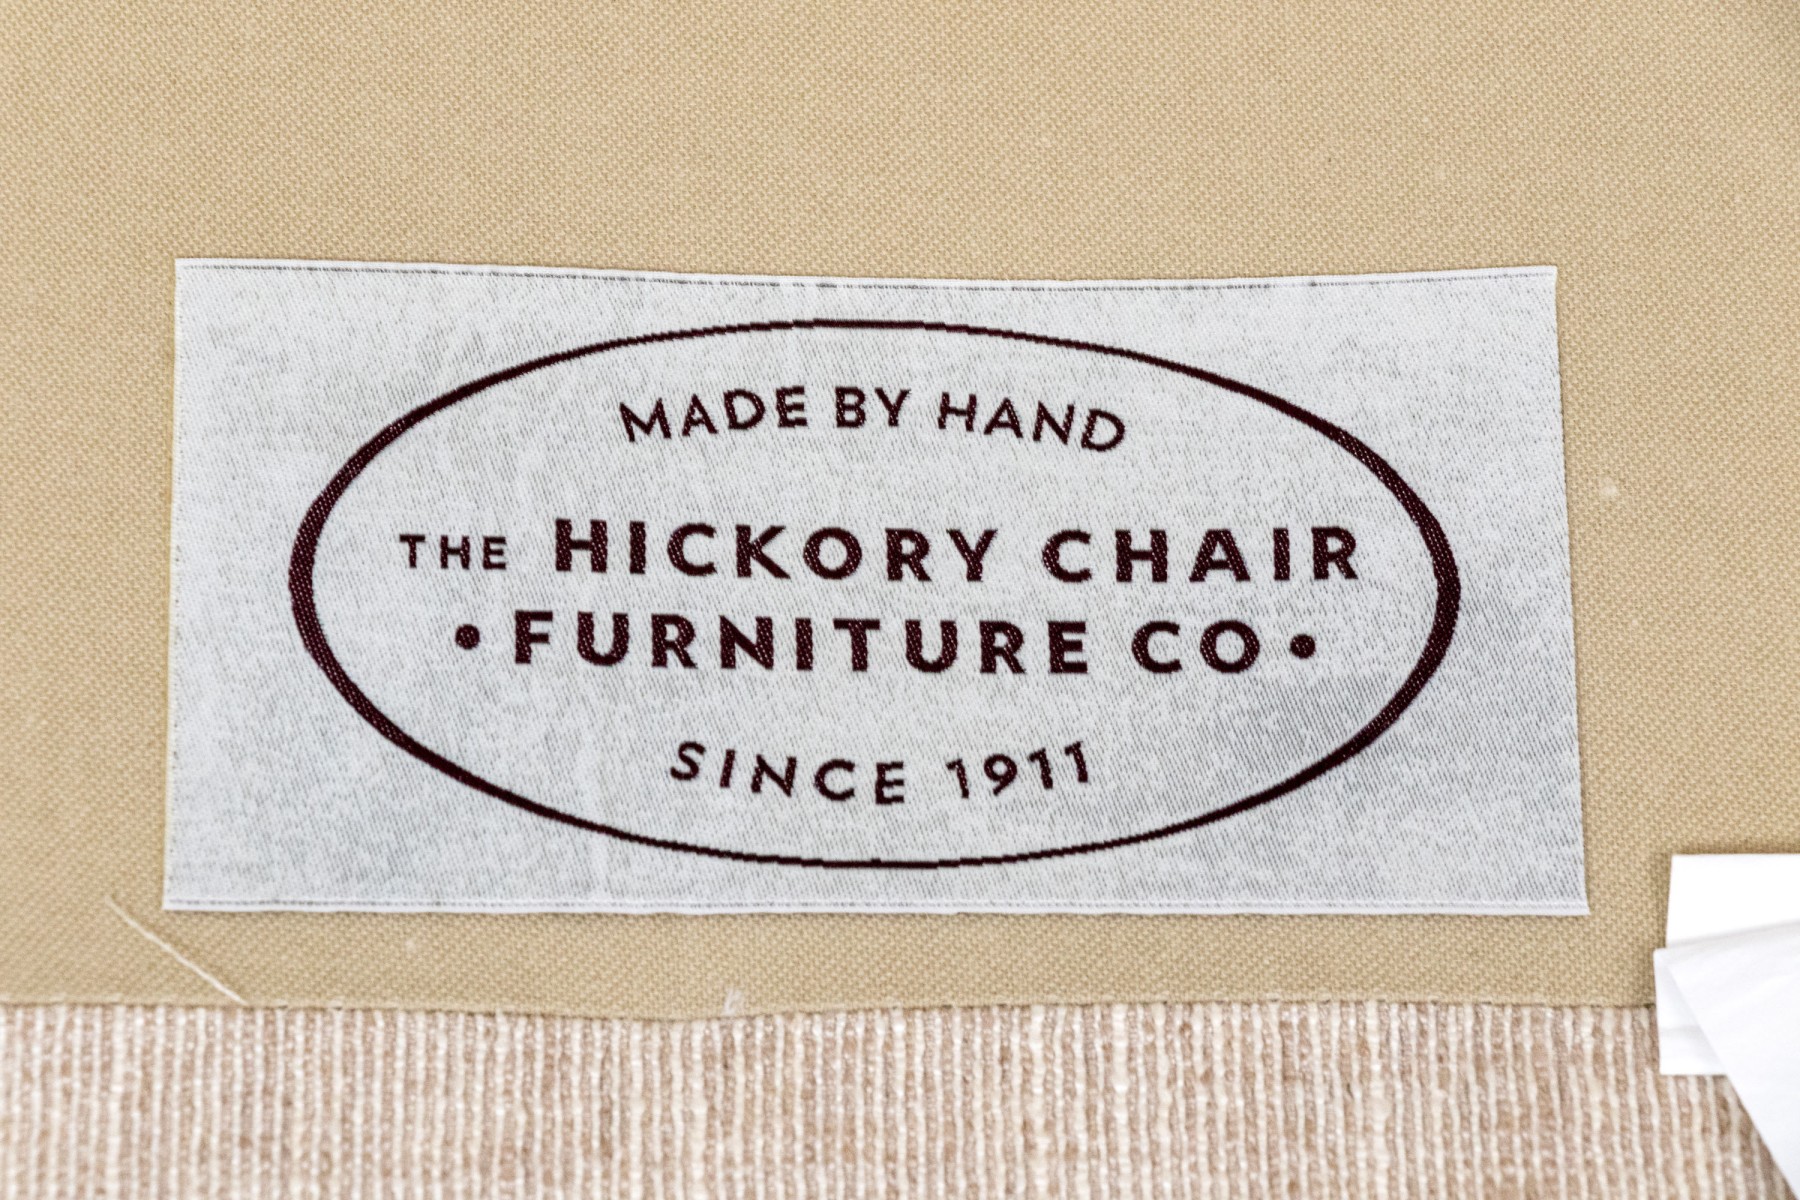 MADE BY HAND
THE HICKORY CHAIR
• FURNITURE CO •
SINCE 1911